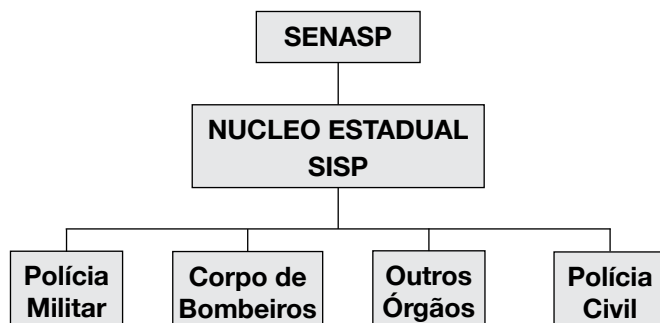 SENASP
NUCLEO ESTADUAL
SISP
Polícia
Militar
Corpo de
Bombeiros
Outros
Órgãos
Polícia
Civil